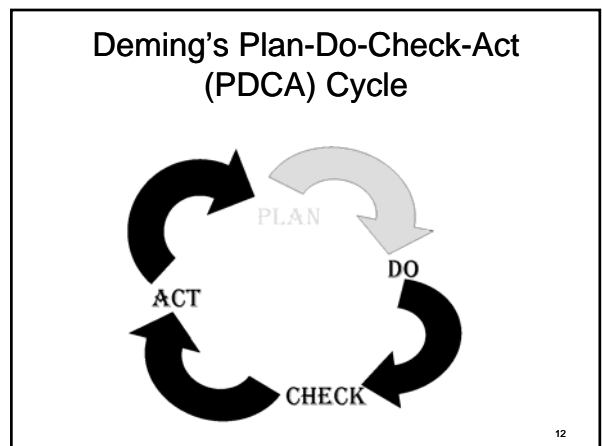 Deming's Plan-Do-Check-Act
(PDCA) Cycle
PLAN
DO
ACT
CHECK
12